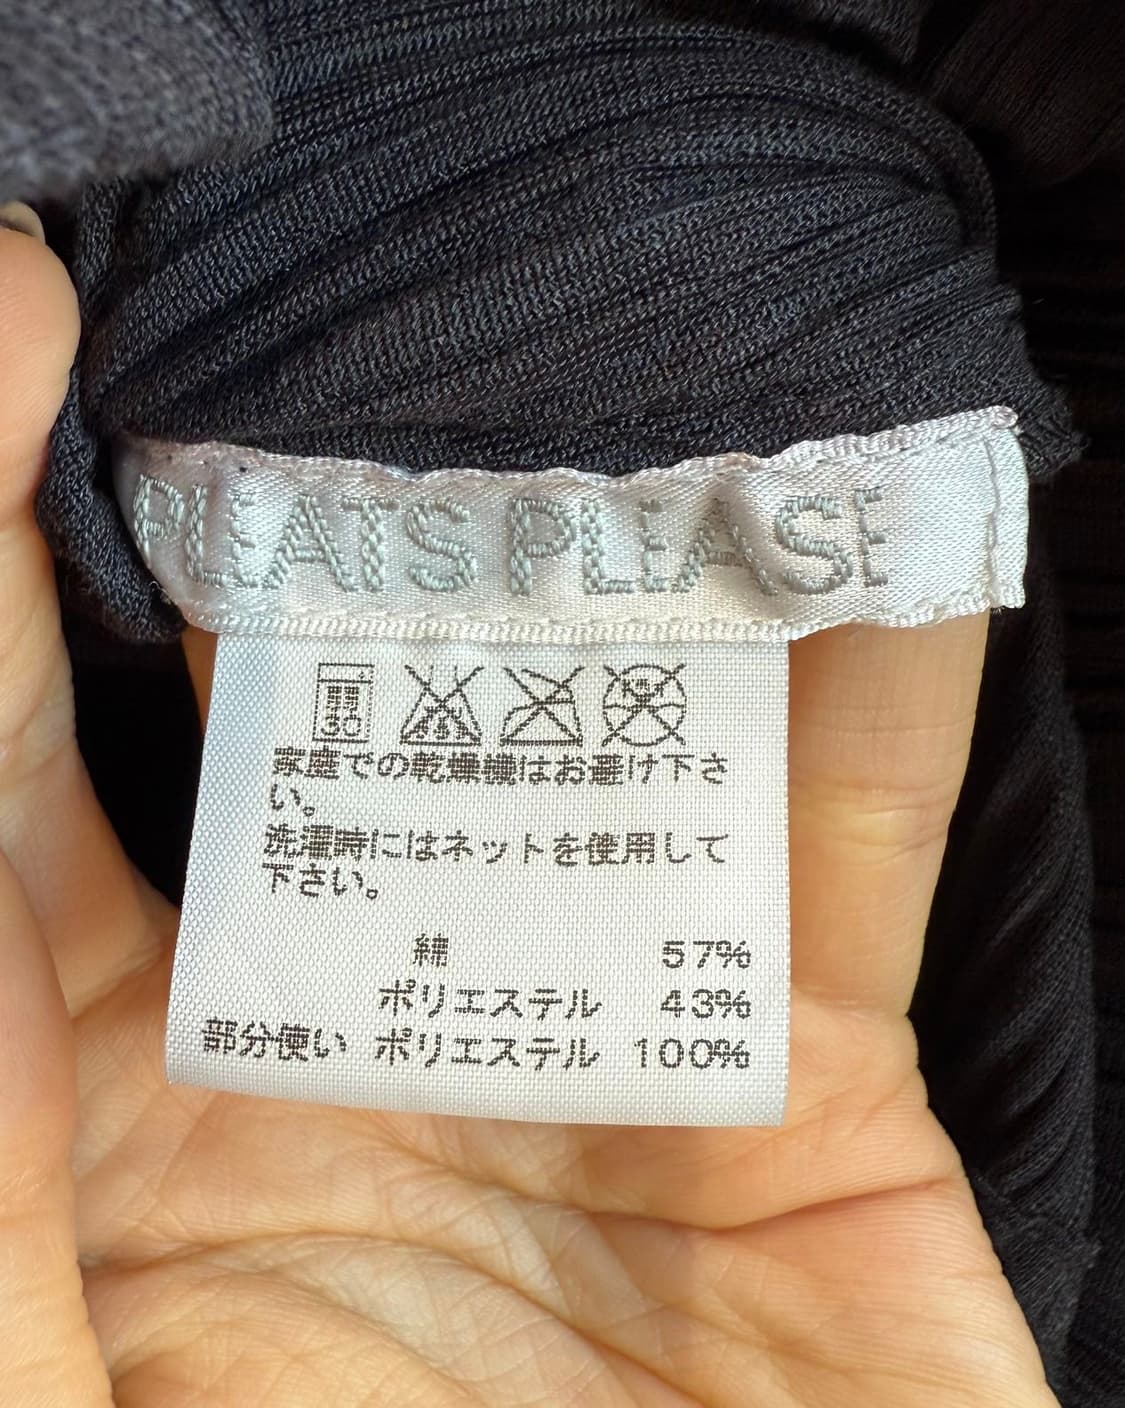 PLEATS PLEASE
30
家庭での乾燥機はお避け下さ
い。
洗濯時にはネットを使用して
下さい。
綿 57%
ポリエステル 43%
部分使い ポリエステル 100%